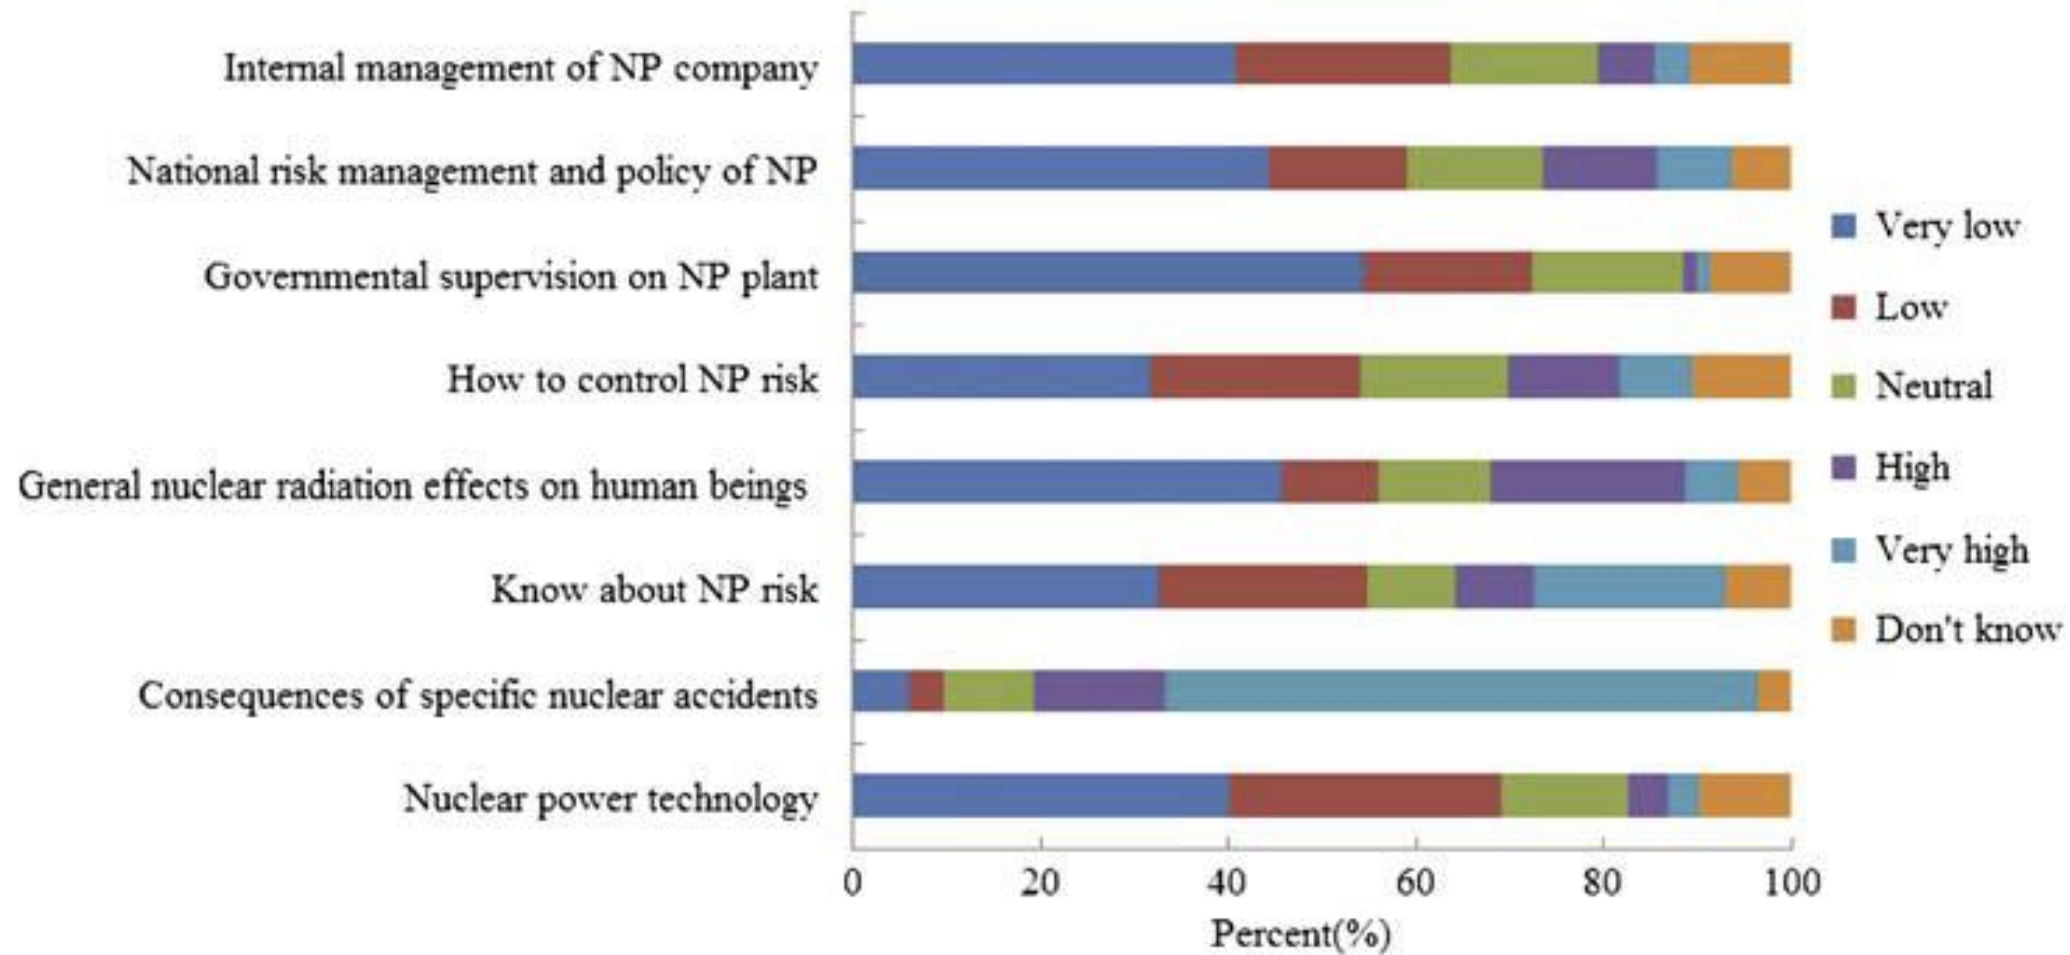 Internal management of NP company
National risk management and policy of NP
Governmental supervision on NP plant
How to control NP risk
General nuclear radiation effects on human beings
Know about NP risk
Consequences of specific nuclear accidents
Nuclear power technology
0 20 40 60 80 100
Percent(%)
Very low
Low
Neutral
High
Very high
Don't know